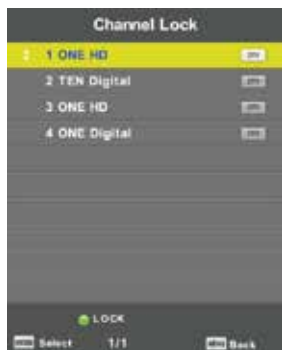 Channel Lock
1 ONE HD
2 TEN Digital
3 ONE HD
4 ONE Digital
LOCK
Select 1/1 Back